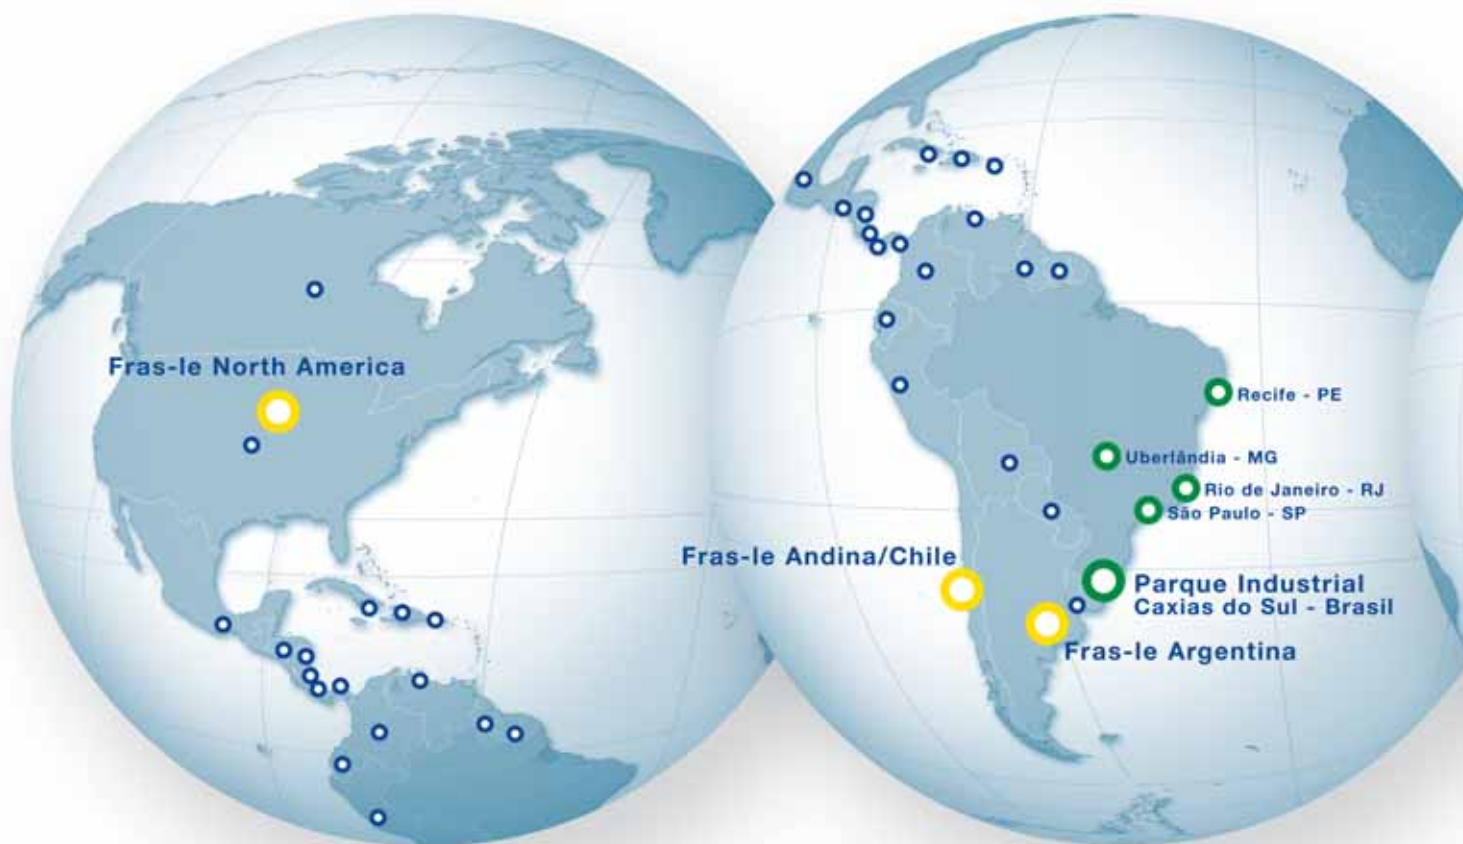 Fras-le North America
Recife - PE
Uberlândia - MG
Rio de Janeiro - RJ
São Paulo - SP
Fras-le Andina/Chile
Parque Industrial
Caxias do Sul - Brasil
Fras-le Argentina